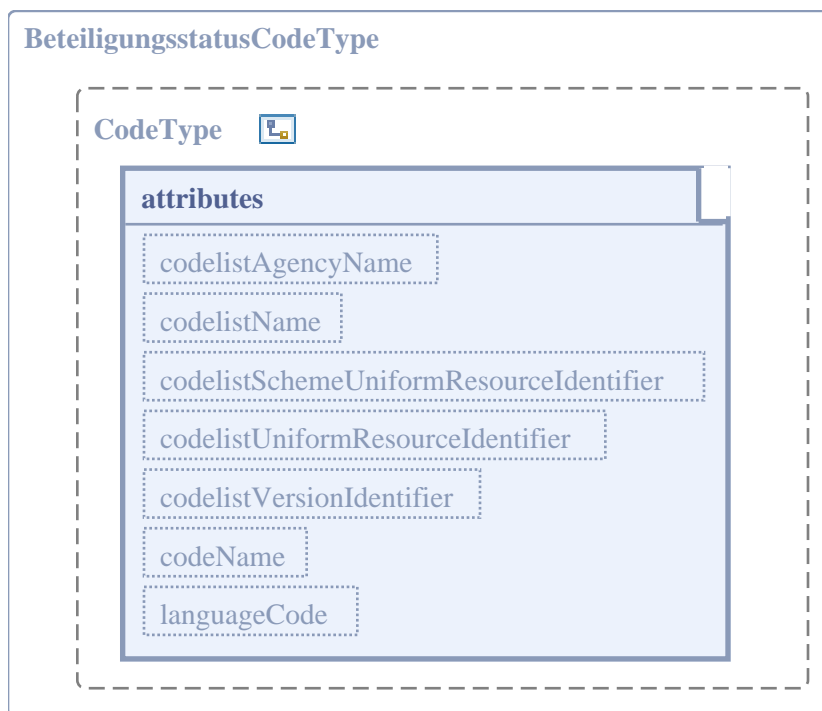 BeteiligungsstatusCodeType
CodeType
attributes
codelistAgencyName
codelistName
codelistSchemeUniformResourceIdentifier
codelistUniformResourceIdentifier
codelistVersionIdentifier
codeName
languageCode